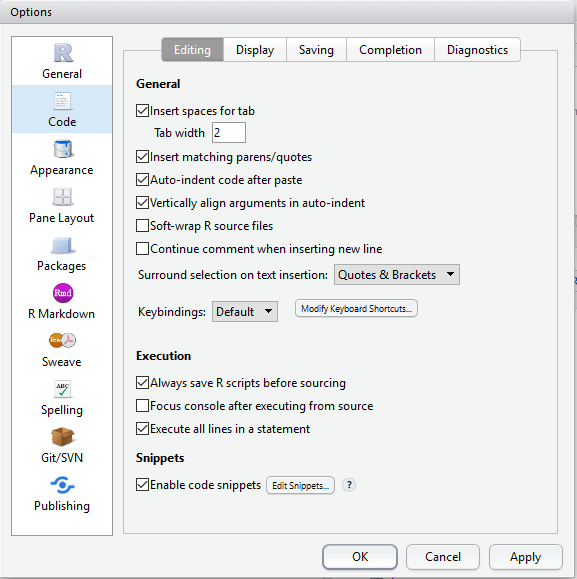 Options
R
General
Code
Appearance
Pane Layout
Packages
Rmd
R Markdown
Rnw
Sweave
ABC
Spelling
Git/SVN
Publishing
Editing Display Saving Completion Diagnostics
General
Insert spaces for tab
Tab width 2
Insert matching parens/quotes
Auto-indent code after paste
Vertically align arguments in auto-indent
Soft-wrap R source files
Continue comment when inserting new line
Surround selection on text insertion: Quotes & Brackets
Keybindings: Default Modify Keyboard Shortcuts...
Execution
Always save R scripts before sourcing
Focus console after executing from source
Execute all lines in a statement
Snippets
Enable code snippets Edit Snippets... ?
OK Cancel Apply